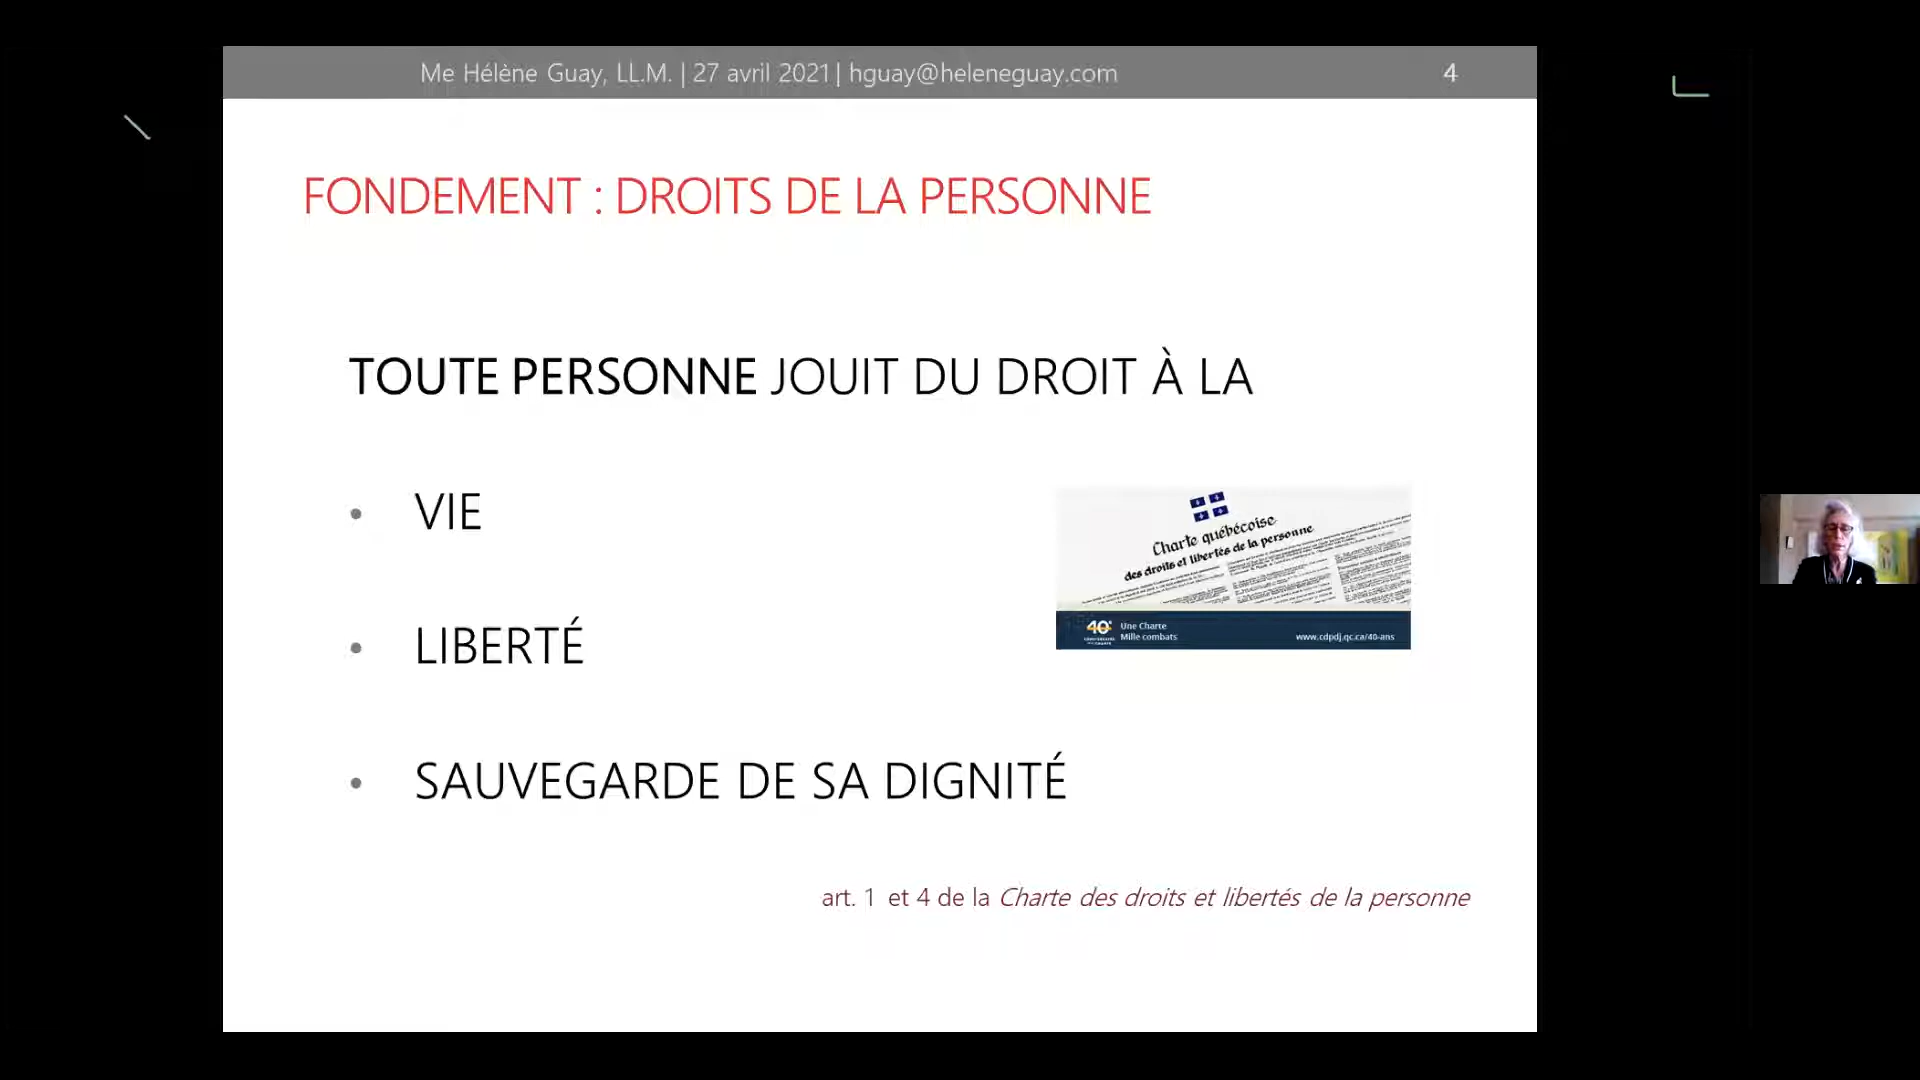 Me Hélène Guay, LL.M. | 27 avril 2021| hguay@heleneguay.com 4
FONDEMENT : DROITS DE LA PERSONNE
TOUTE PERSONNE JOUIT DU DROIT À LA
• VIE
• LIBERTÉ
• SAUVEGARDE DE SA DIGNITÉ
Charte québécoise
des droits et libertés de la personne
40e
Une Charte
Mille combats
www.cdpdj.qc.ca/40-ans
art. 1 et 4 de la Charte des droits et libertés de la personne